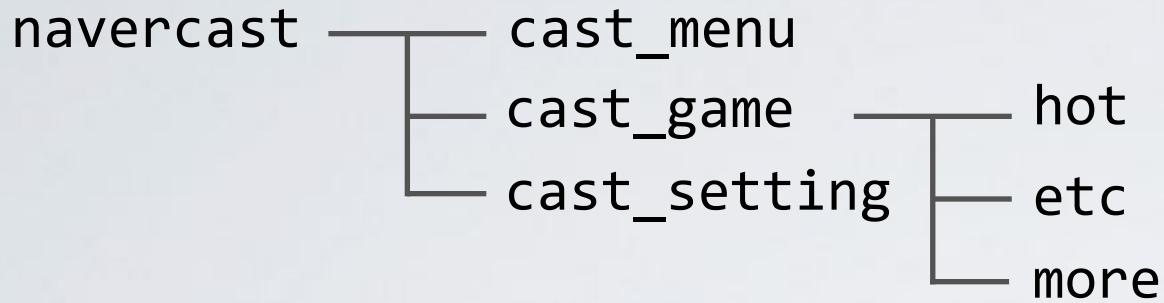 navercast cast_menu
cast_game hot
cast_setting etc
more